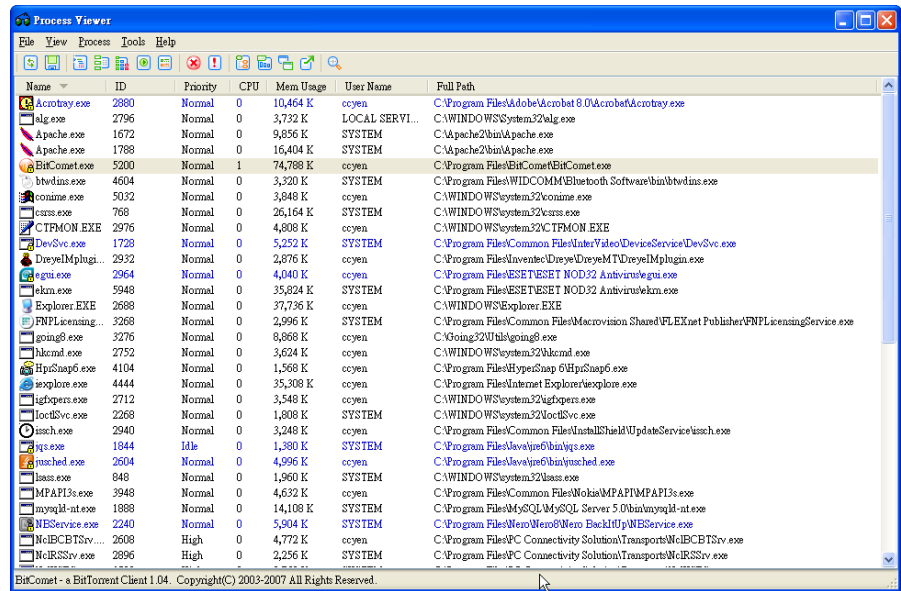 Process Viewer
File View Process Tools Help
Name ID Priority CPU Mem Usage User Name Full Path
Acrotray.exe 2880 Normal 0 10,464 K ccyen C:\Program Files\Adobe\Acrobat 8.0\Acrobat\Acrotray.exe
alg.exe 2796 Normal 0 3,732 K LOCAL SERVI... C:\WINDOWS\System32\alg.exe
Apache.exe 1672 Normal 0 9,856 K SYSTEM C:\Apache2\bin\Apache.exe
Apache.exe 1788 Normal 0 16,404 K SYSTEM C:\Apache2\bin\Apache.exe
BitComet.exe 5200 Normal 1 74,788 K ccyen C:\Program Files\BitComet\BitComet.exe
btwdins.exe 4604 Normal 0 3,320 K SYSTEM C:\Program Files\WIDCOMM\Bluetooth Software\bin\btwdins.exe
conime.exe 5032 Normal 0 3,848 K ccyen C:\WINDOWS\system32\conime.exe
csrss.exe 768 Normal 0 26,164 K SYSTEM C:\WINDOWS\system32\csrss.exe
CTFMON.EXE 2976 Normal 0 4,808 K ccyen C:\WINDOWS\system32\CTFMON.EXE
DevSvc.exe 1728 Normal 0 5,252 K SYSTEM C:\Program Files\Common Files\InterVideo\DeviceService\DevSvc.exe
DreyeIMplugi... 2932 Normal 0 2,876 K ccyen C:\Program Files\Inventec\Dreye\DreyeMT\DreyeIMplugin.exe
egui.exe 2964 Normal 0 4,040 K ccyen C:\Program Files\ESET\ESET NOD32 Antivirus\egui.exe
ekrn.exe 5948 Normal 0 35,824 K SYSTEM C:\Program Files\ESET\ESET NOD32 Antivirus\ekrn.exe
Explorer.EXE 2688 Normal 0 37,736 K ccyen C:\WINDOWS\Explorer.EXE
FNPLicensing... 3268 Normal 0 2,996 K SYSTEM C:\Program Files\Common Files\Macrovision Shared\FLEXnet Publisher\FNPLicensingService.exe
going8.exe 3276 Normal 0 8,868 K ccyen C:\Going32\Utils\going8.exe
hkcmd.exe 2752 Normal 0 3,624 K ccyen C:\WINDOWS\system32\hkcmd.exe
HprSnap6.exe 4104 Normal 0 1,568 K ccyen C:\Program Files\HyperSnap 6\HprSnap6.exe
iexplore.exe 4444 Normal 0 35,308 K ccyen C:\Program Files\Internet Explorer\iexplore.exe
igfxpers.exe 2712 Normal 0 3,548 K ccyen C:\WINDOWS\system32\igfxpers.exe
IoctlSvc.exe 2268 Normal 0 1,808 K SYSTEM C:\WINDOWS\system32\IoctlSvc.exe
issch.exe 2940 Normal 0 3,248 K ccyen C:\Program Files\Common Files\InstallShield\UpdateService\issch.exe
jqs.exe 1844 Idle 0 1,380 K SYSTEM C:\Program Files\Java\jre6\bin\jqs.exe
jusched.exe 2604 Normal 0 4,996 K ccyen C:\Program Files\Java\jre6\bin\jusched.exe
lsass.exe 848 Normal 0 1,960 K SYSTEM C:\WINDOWS\system32\lsass.exe
MPAPI3s.exe 3948 Normal 0 4,632 K ccyen C:\Program Files\Common Files\Nokia\MPAPI\MPAPI3s.exe
mysqld-nt.exe 1888 Normal 0 14,108 K SYSTEM C:\Program Files\MySQL\MySQL Server 5.0\bin\mysqld-nt.exe
NBService.exe 2240 Normal 0 5,904 K SYSTEM C:\Program Files\Nero\Nero8\Nero BackItUp\NBService.exe
NclBCBTSrv.... 2608 High 0 4,772 K ccyen C:\Program Files\PC Connectivity Solution\Transports\NclBCBTSrv.exe
NclRSSrv.exe 2896 High 0 2,256 K SYSTEM C:\Program Files\PC Connectivity Solution\Transports\NclRSSrv.exe
BitComet - a BitTorrent Client 1.04. Copyright(C) 2003-2007 All Rights Reserved.